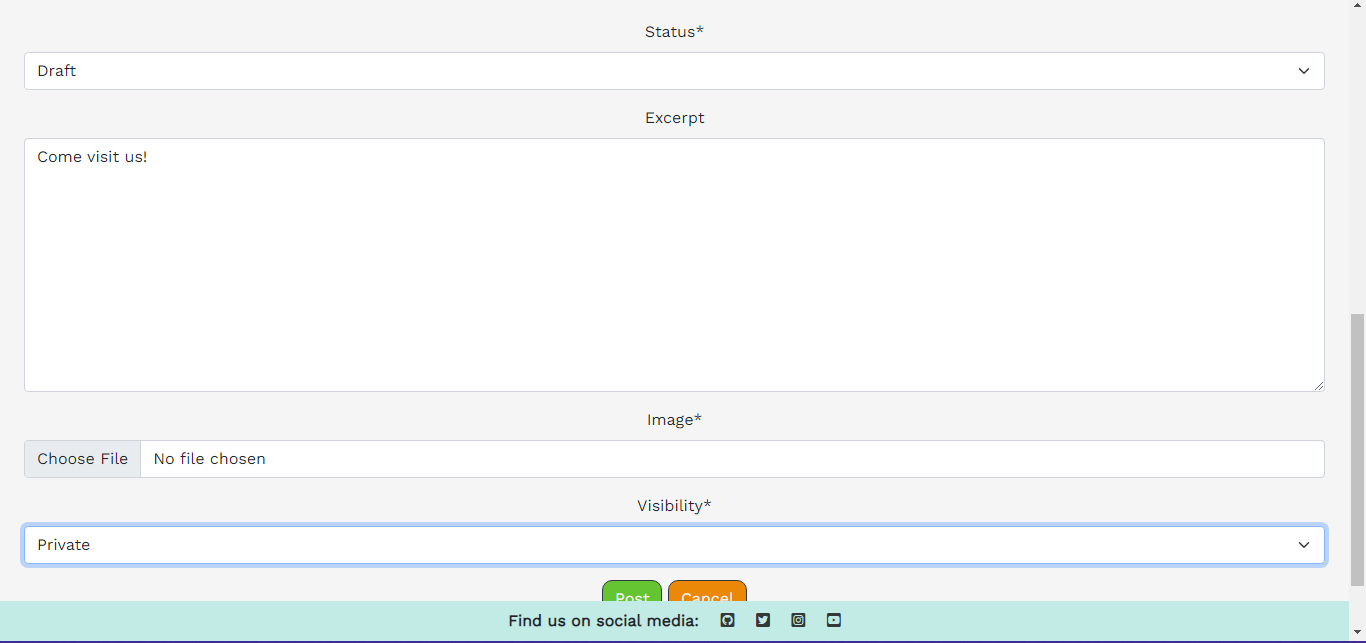 Status*
Draft
Excerpt
Come visit us!
Image*
Choose File No file chosen
Visibility*
Private
Post Cancel
Find us on social media: